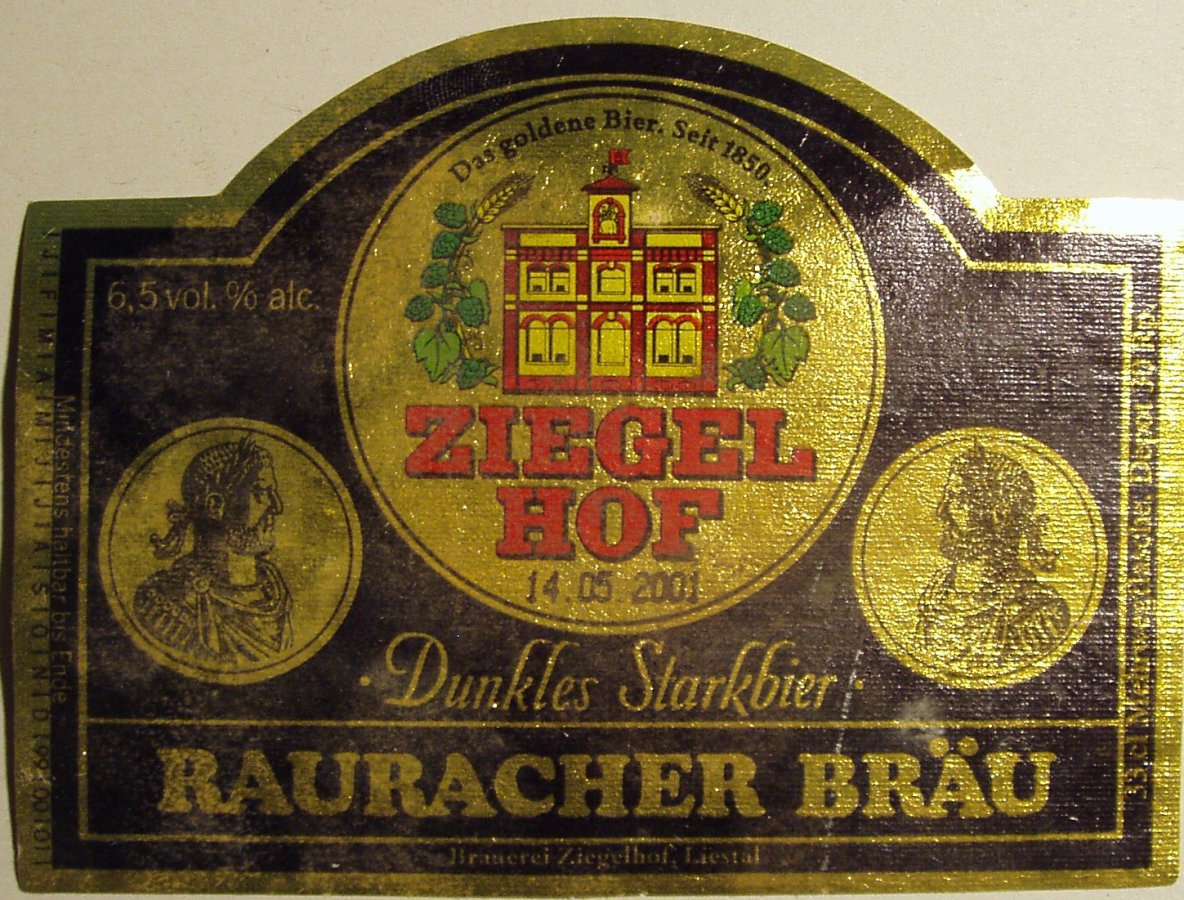 Das goldene Bier. Seit 1850.
6,5 vol. % alc.
ZIEGEL
HOF
14.05.2001
Dunkles Starkbier
RAURACHER BRÄU
Brauerei Ziegelhof, Liestal
Mindestens haltbar bis Ende
J F M A M J J A S O N D